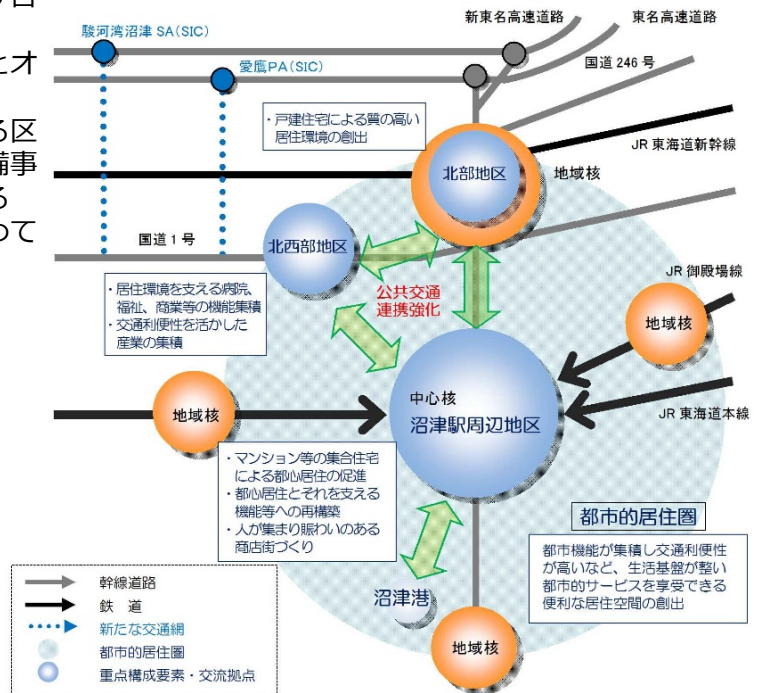 とオ
る区
備事
る
って
新東名高速道路
東名高速道路
駿河湾沼津 SA(SIC)
愛鷹PA(SIC)
国道 246 号
・戸建住宅による質の高い
居住環境の創出
JR 東海道新幹線
北部地区
地域核
国道 1 号
北西部地区
JR 御殿場線
・居住環境を支える病院、
福祉、商業等の機能集積
・交通利便性を活かした
産業の集積
公共交通
連携強化
地域核
中心核
沼津駅周辺地区
地域核
JR 東海道本線
・マンション等の集合住宅
による都心居住の促進
・都心居住とそれを支える
機能等への再構築
・人が集まり賑わいのある
商店街づくり
都市的居住圏
都市機能が集積し交通利便性
が高いなど、生活基盤が整い
都市的サービスを享受できる
便利な居住空間の創出
沼津港
地域核
幹線道路
鉄 道
新たな交通網
都市的居住圏
重点構成要素・交流拠点